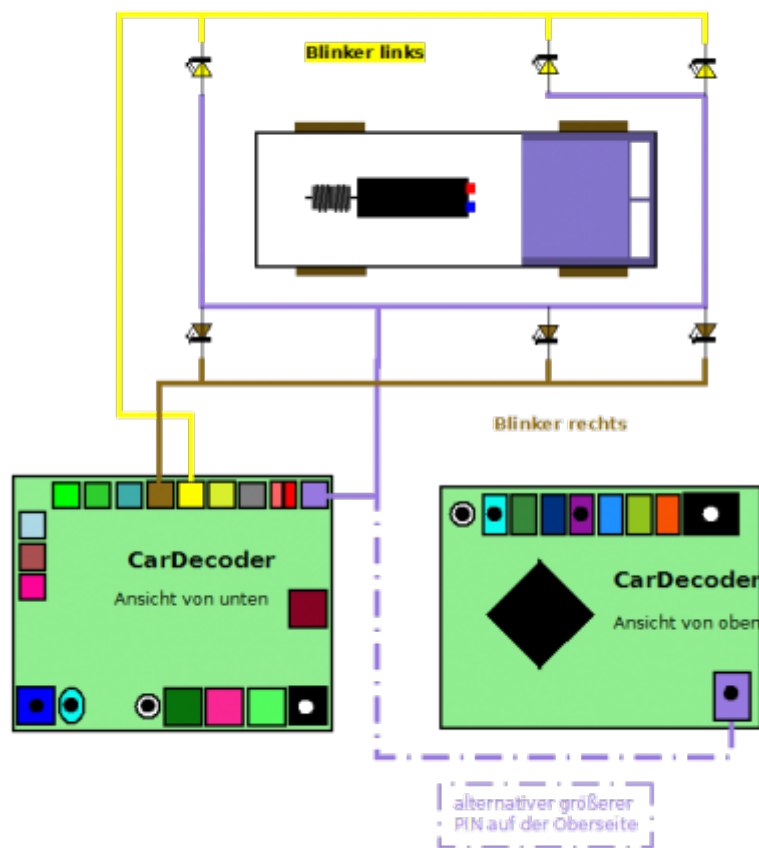 Blinker links
Blinker rechts
CarDecoder
Ansicht von unten
CarDecoder
Ansicht von oben
alternativer größerer
PIN auf der Oberseite